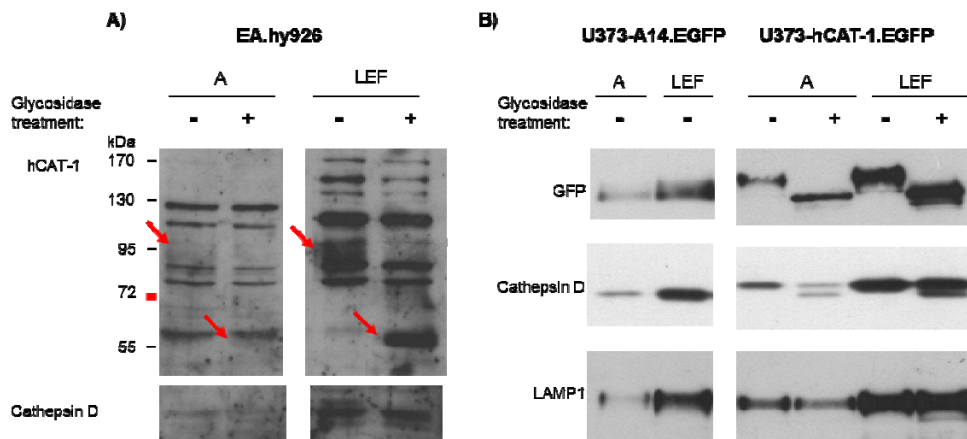 A)
EA.hy926
A LEF
Glycosidase
treatment:
- + - +
kDa
hCAT-1
170
130
95
72
55
Cathepsin D
B)
U373-A14.EGFP U373-hCAT-1.EGFP
A LEF A LEF
Glycosidase
treatment:
- - - + - +
GFP
Cathepsin D
LAMP1